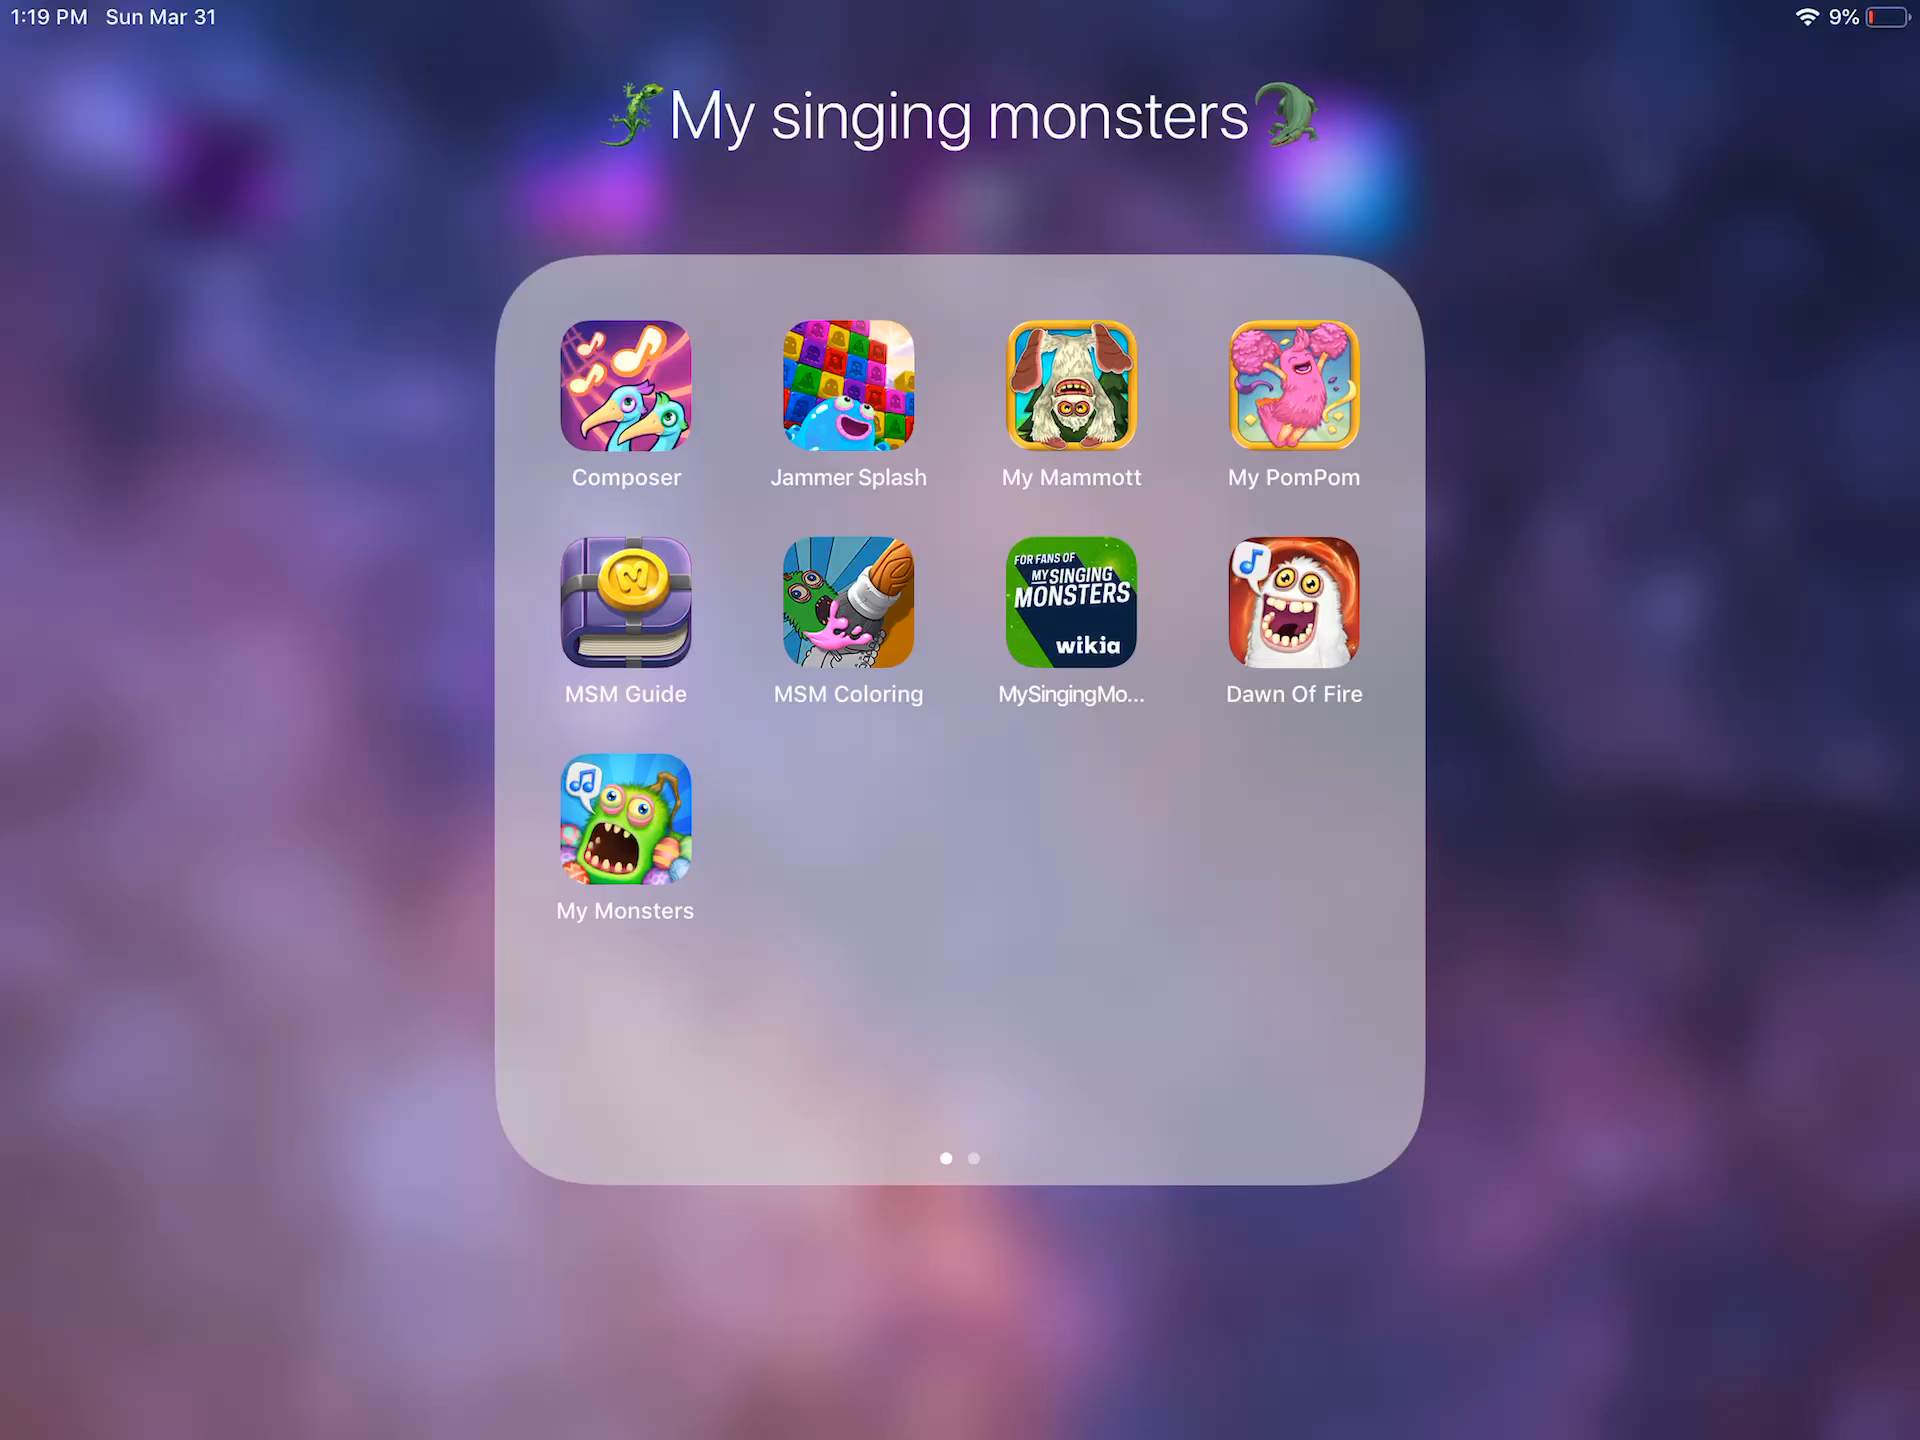 1:19 PM Sun Mar 31
9%
🦎My singing monsters🐊
Composer
Jammer Splash
My Mammott
My PomPom
M
FOR FANS OF
MY SINGING
MONSTERS
wikia
MSM Guide
MSM Coloring
MySingingMo...
Dawn Of Fire
My Monsters